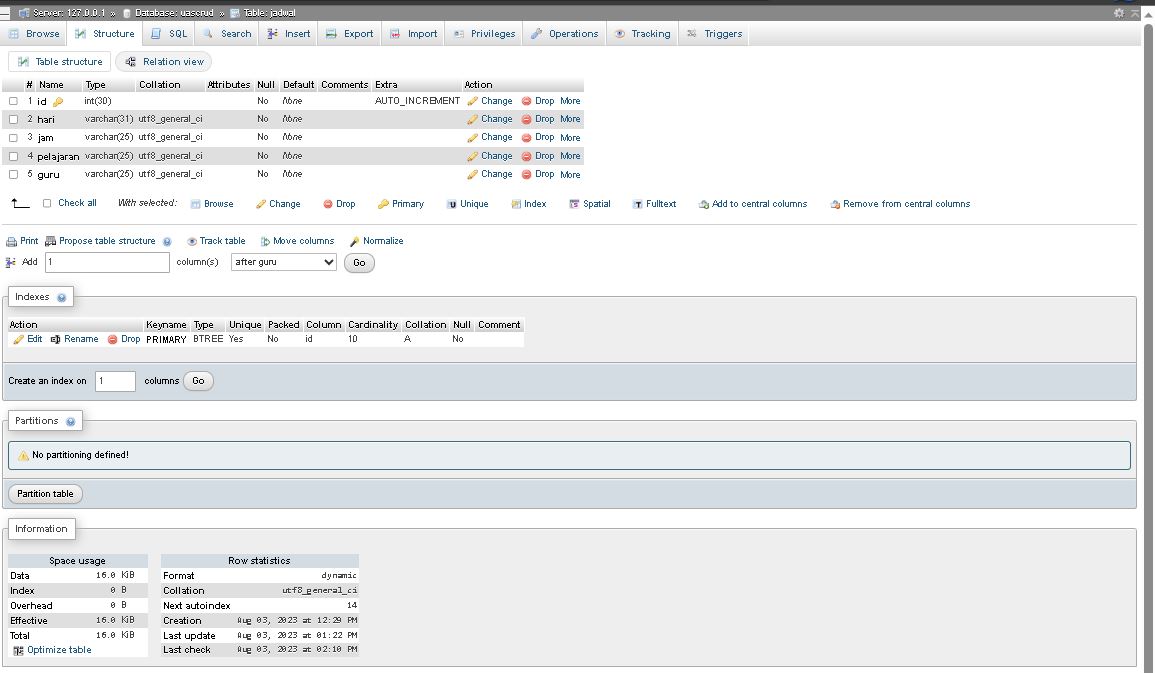 Server: 127.0.0.1 » Database: uascrud » Table: jadwal
Browse Structure SQL Search Insert Export Import Privileges Operations Tracking Triggers
Table structure Relation view
# Name Type Collation Attributes Null Default Comments Extra Action
1 id int(30) No None AUTO_INCREMENT Change Drop More
2 hari varchar(31) utf8_general_ci No None Change Drop More
3 jam varchar(25) utf8_general_ci No None Change Drop More
4 pelajaran varchar(25) utf8_general_ci No None Change Drop More
5 guru varchar(25) utf8_general_ci No None Change Drop More
Check all With selected: Browse Change Drop Primary Unique Index Spatial Fulltext Add to central columns Remove from central columns
Print Propose table structure Track table Move columns Normalize
Add 1 column(s) after guru Go
Indexes
Action Keyname Type Unique Packed Column Cardinality Collation Null Comment
Edit Rename Drop PRIMARY BTREE Yes No id 10 A No
Create an index on 1 columns Go
Partitions
No partitioning defined!
Partition table
Information
Space usage
Data 16.0 KiB
Index 0 B
Overhead 0 B
Effective 16.0 KiB
Total 16.0 KiB
Optimize table
Row statistics
Format dynamic
Collation utf8_general_ci
Next autoindex 14
Creation Aug 03, 2023 at 12:29 PM
Last update Aug 03, 2023 at 01:22 PM
Last check Aug 03, 2023 at 02:10 PM